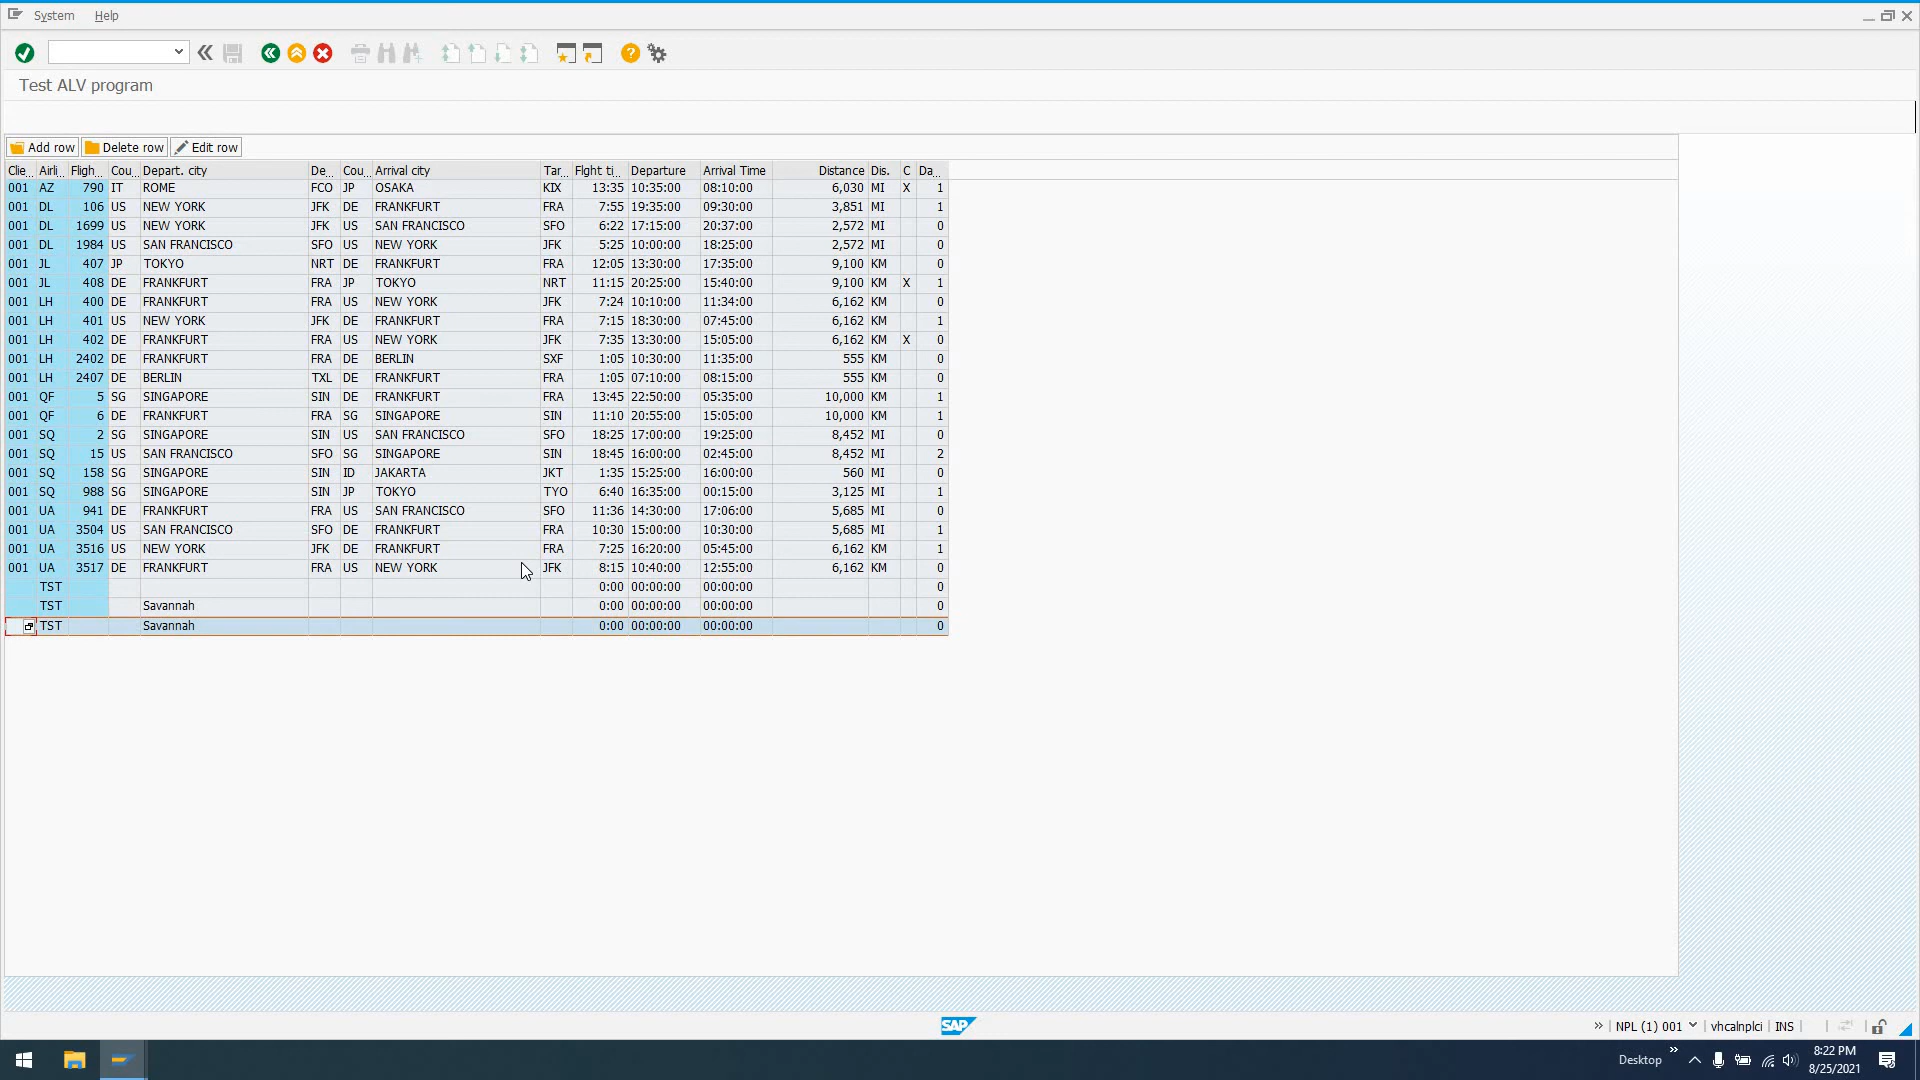 System Help
Test ALV program
Add row Delete row Edit row
Clie.. Airli.. Fligh.. Cou.. Depart. city De.. Cou.. Arrival city Tar.. Flght ti.. Departure Arrival Time Distance Dis. C Da..
001 AZ 790 IT ROME FCO JP OSAKA KIX 13:35 10:35:00 08:10:00 6,030 MI X 1
001 DL 106 US NEW YORK JFK DE FRANKFURT FRA 7:55 19:35:00 09:30:00 3,851 MI 1
001 DL 1699 US NEW YORK JFK US SAN FRANCISCO SFO 6:22 17:15:00 20:37:00 2,572 MI 0
001 DL 1984 US SAN FRANCISCO SFO US NEW YORK JFK 5:25 10:00:00 18:25:00 2,572 MI 0
001 JL 407 JP TOKYO NRT DE FRANKFURT FRA 12:05 13:30:00 17:35:00 9,100 KM 0
001 JL 408 DE FRANKFURT FRA JP TOKYO NRT 11:15 20:25:00 15:40:00 9,100 KM X 1
001 LH 400 DE FRANKFURT FRA US NEW YORK JFK 7:24 10:10:00 11:34:00 6,162 KM 0
001 LH 401 US NEW YORK JFK DE FRANKFURT FRA 7:15 18:30:00 07:45:00 6,162 KM 1
001 LH 402 DE FRANKFURT FRA US NEW YORK JFK 7:35 13:30:00 15:05:00 6,162 KM X 0
001 LH 2402 DE FRANKFURT FRA DE BERLIN SXF 1:05 10:30:00 11:35:00 555 KM 0
001 LH 2407 DE BERLIN TXL DE FRANKFURT FRA 1:05 07:10:00 08:15:00 555 KM 0
001 QF 5 SG SINGAPORE SIN DE FRANKFURT FRA 13:45 22:50:00 05:35:00 10,000 KM 1
001 QF 6 DE FRANKFURT FRA SG SINGAPORE SIN 11:10 20:55:00 15:05:00 10,000 KM 1
001 SQ 2 SG SINGAPORE SIN US SAN FRANCISCO SFO 18:25 17:00:00 19:25:00 8,452 MI 0
001 SQ 15 US SAN FRANCISCO SFO SG SINGAPORE SIN 18:45 16:00:00 02:45:00 8,452 MI 2
001 SQ 158 SG SINGAPORE SIN ID JAKARTA JKT 1:35 15:25:00 16:00:00 560 MI 0
001 SQ 988 SG SINGAPORE SIN JP TOKYO TYO 6:40 16:35:00 00:15:00 3,125 MI 1
001 UA 941 DE FRANKFURT FRA US SAN FRANCISCO SFO 11:36 14:30:00 17:06:00 5,685 MI 0
001 UA 3504 US SAN FRANCISCO SFO DE FRANKFURT FRA 10:30 15:00:00 10:30:00 5,685 MI 1
001 UA 3516 US NEW YORK JFK DE FRANKFURT FRA 7:25 16:20:00 05:45:00 6,162 KM 1
001 UA 3517 DE FRANKFURT FRA US NEW YORK JFK 8:15 10:40:00 12:55:00 6,162 KM 0
TST 0:00 00:00:00 00:00:00 0
TST Savannah 0:00 00:00:00 00:00:00 0
TST Savannah 0:00 00:00:00 00:00:00 0
SAP » NPL (1) 001 vhcalnplci INS
Desktop » 8:22 PM
8/25/2021